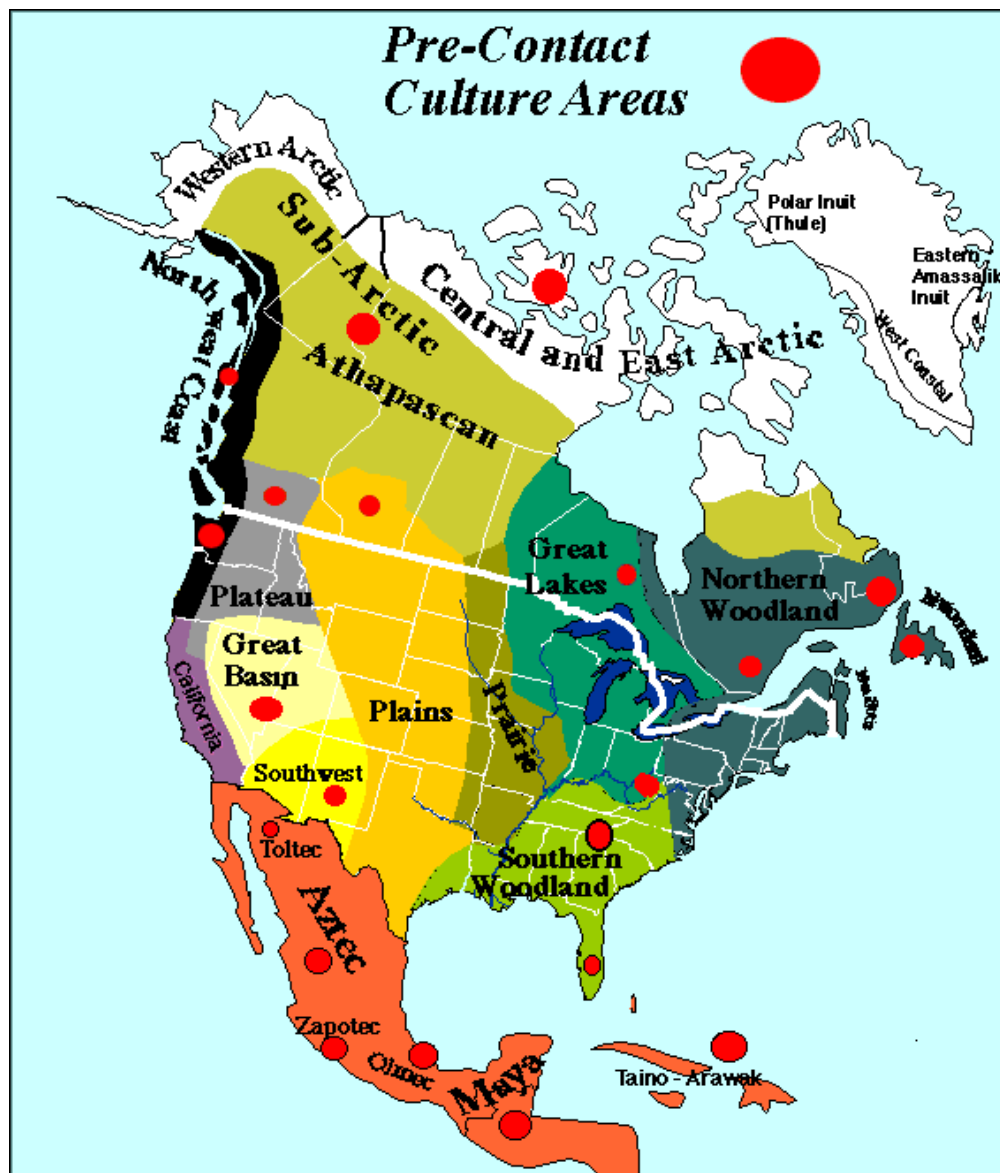 Pre-Contact
Culture Areas
Western Arctic
Polar Inuit
(Thule)
Sub-Arctic
Eastern
Amassalik
Inuit
North West Coast
Central and East Arctic
West Coastal
Athapascan
Great
Lakes
Northern
Woodland
Plateau
Great
Basin
California
Plains
Prairie
Southwest
Toltec
Southern
Woodland
Aztec
Zapotec
Olmec
Maya
Taino - Arawak